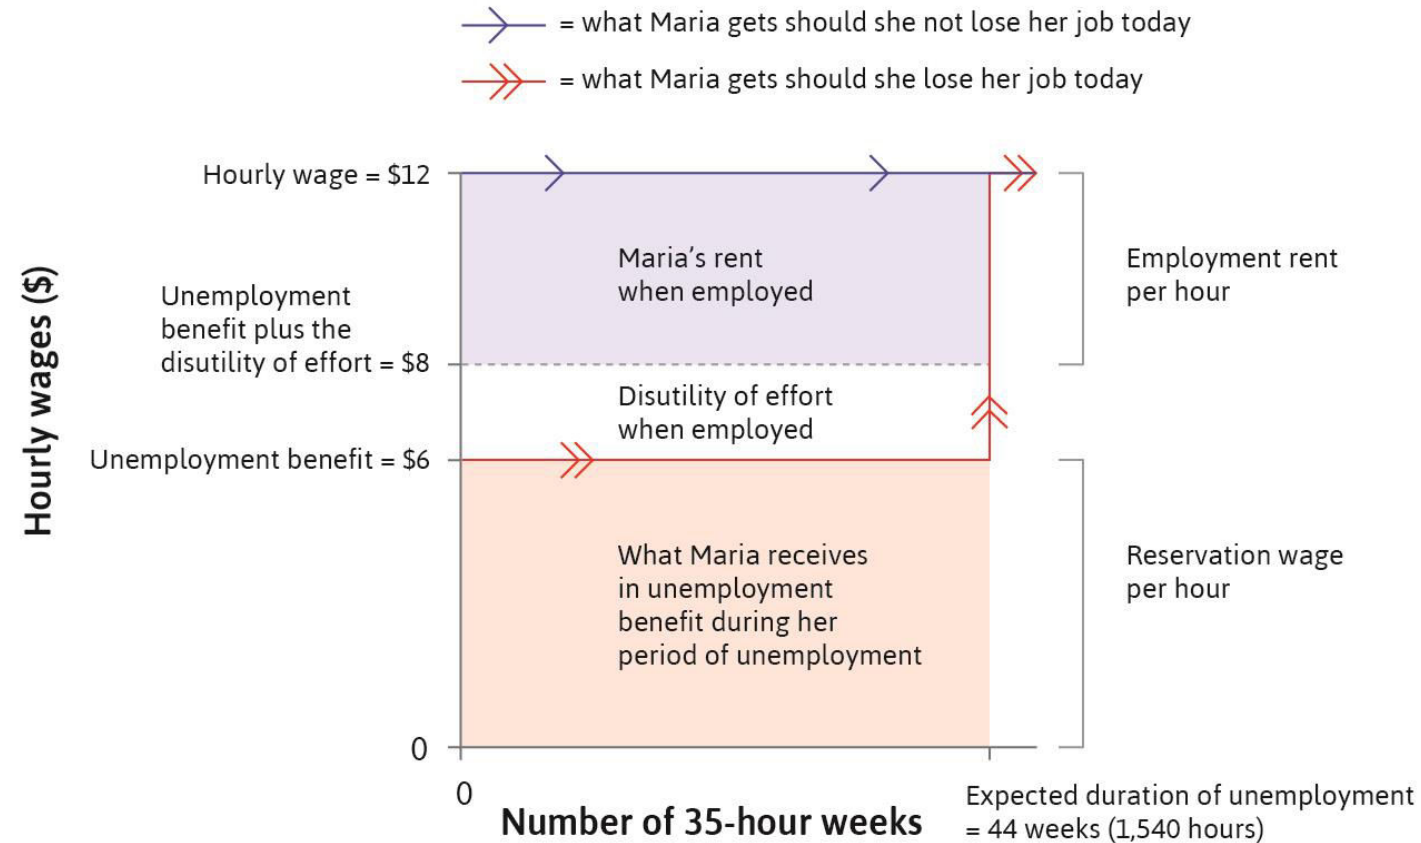 = what Maria gets should she not lose her job today
= what Maria gets should she lose her job today
Hourly wage = $12
Maria's rent
when employed
Employment rent
per hour
Unemployment
benefit plus the
disutility of effort = $8
Hourly wages ($)
Disutility of effort
when employed
Unemployment benefit = $6
What Maria receives
in unemployment
benefit during her
period of unemployment
Reservation wage
per hour
0
0
Number of 35-hour weeks
Expected duration of unemployment
= 44 weeks (1,540 hours)